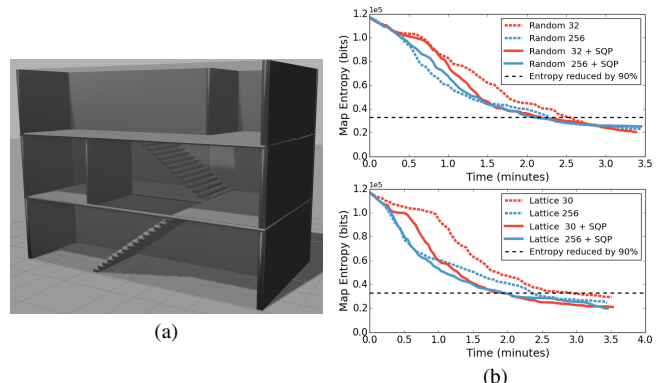 1.2
1e5
1.0
0.8
0.6
0.4
0.2
0.0
Map Entropy (bits)
Random 32
Random 256
Random 32 + SQP
Random 256 + SQP
Entropy reduced by 90%
0.0 0.5 1.0 1.5 2.0 2.5 3.0 3.5
Time (minutes)
1.2
1e5
1.0
0.8
0.6
0.4
0.2
0.0
Map Entropy (bits)
Lattice 30
Lattice 256
Lattice 30 + SQP
Lattice 256 + SQP
Entropy reduced by 90%
0.0 0.5 1.0 1.5 2.0 2.5 3.0 3.5 4.0
Time (minutes)
(a)
(b)